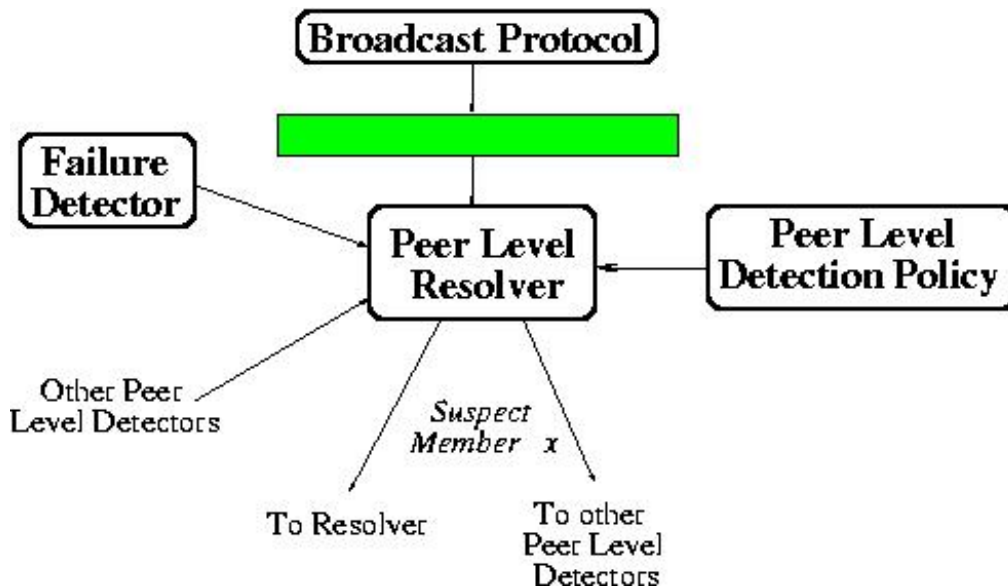 Broadcast Protocol
Failure
Detector
Peer Level
Resolver
Peer Level
Detection Policy
Other Peer
Level Detectors
Suspect
Member x
To Resolver
To other
Peer Level
Detectors